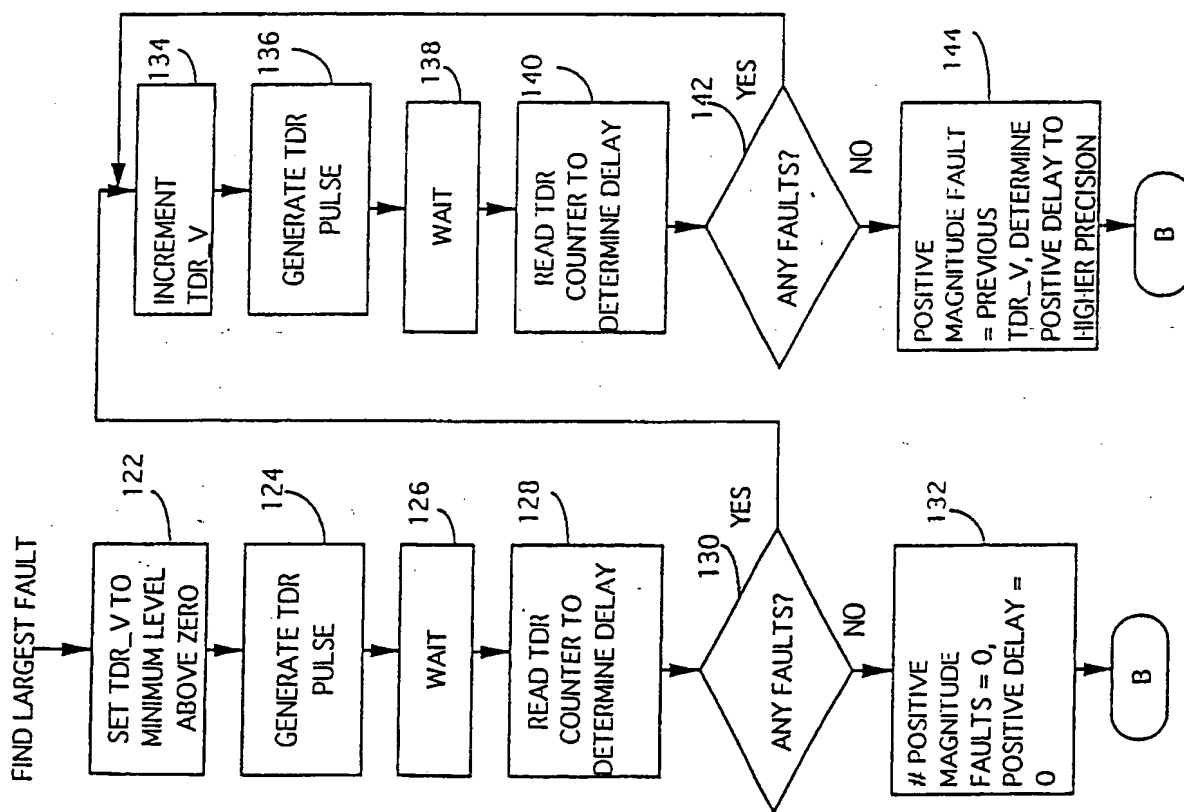 FIND LARGEST FAULT
122
SET TDR_V TO
MINIMUM LEVEL
ABOVE ZERO
124
GENERATE TDR
PULSE
126
WAIT
128
READ TDR
COUNTER TO
DETERMINE DELAY
130
ANY FAULTS?
YES
NO
132
# POSITIVE
MAGNITUDE
FAULTS = 0,
POSITIVE DELAY =
0
B
134
INCREMENT
TDR_V
136
GENERATE TDR
PULSE
138
WAIT
140
READ TDR
COUNTER TO
DETERMINE DELAY
142
ANY FAULTS?
YES
NO
144
POSITIVE
MAGNITUDE FAULT
= PREVIOUS
TDR_V, DETERMINE
POSITIVE DELAY TO
HIGHER PRECISION
B